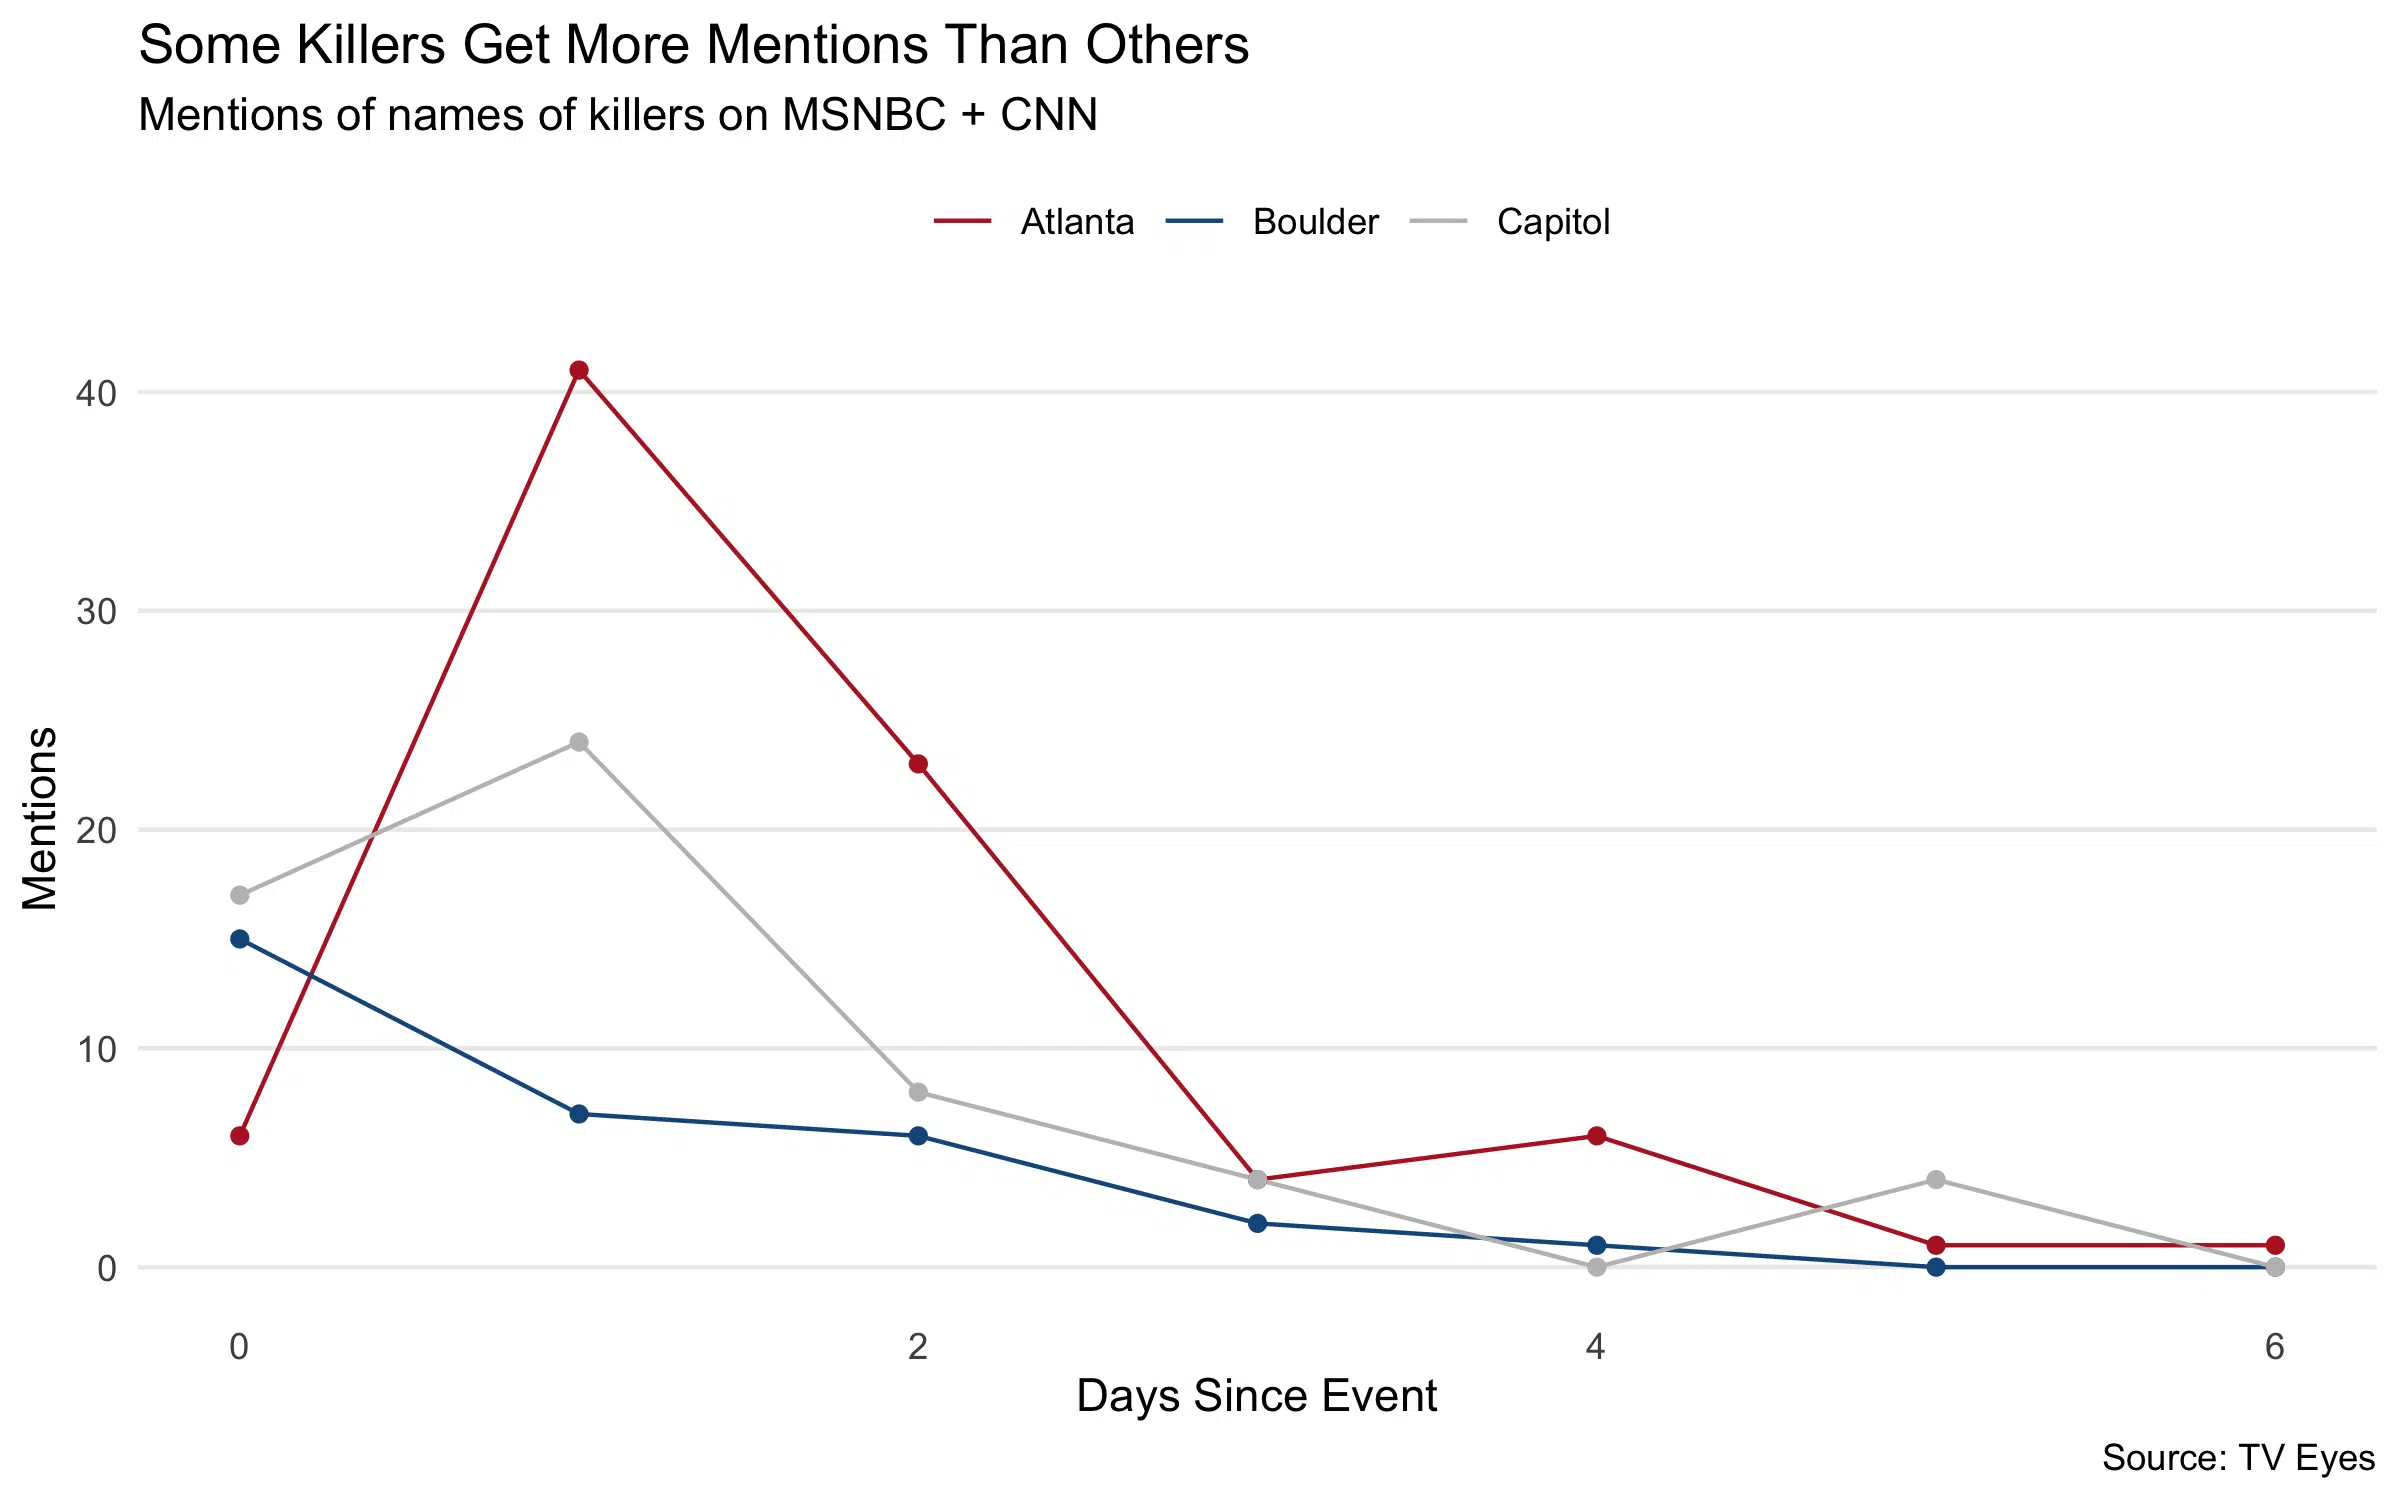 Some Killers Get More Mentions Than Others
Mentions of names of killers on MSNBC + CNN
Atlanta Boulder Capitol
40
30
20
10
0
Mentions
0 2 4 6
Days Since Event
Source: TV Eyes